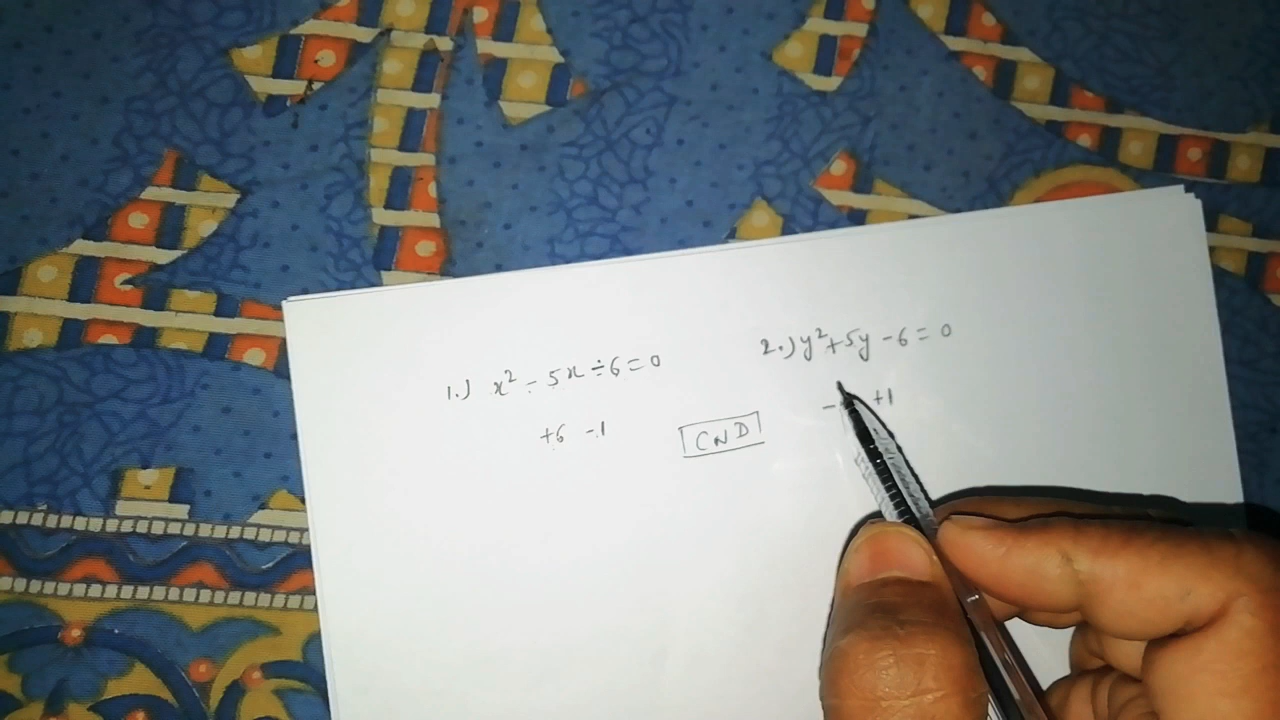 1.) x² - 5x ÷ 6 = 0
2.) y² + 5y - 6 = 0
+6 -1
CND
- +1